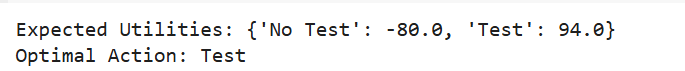 Expected Utilities: {'No Test': -80.0, 'Test': 94.0}
Optimal Action: Test